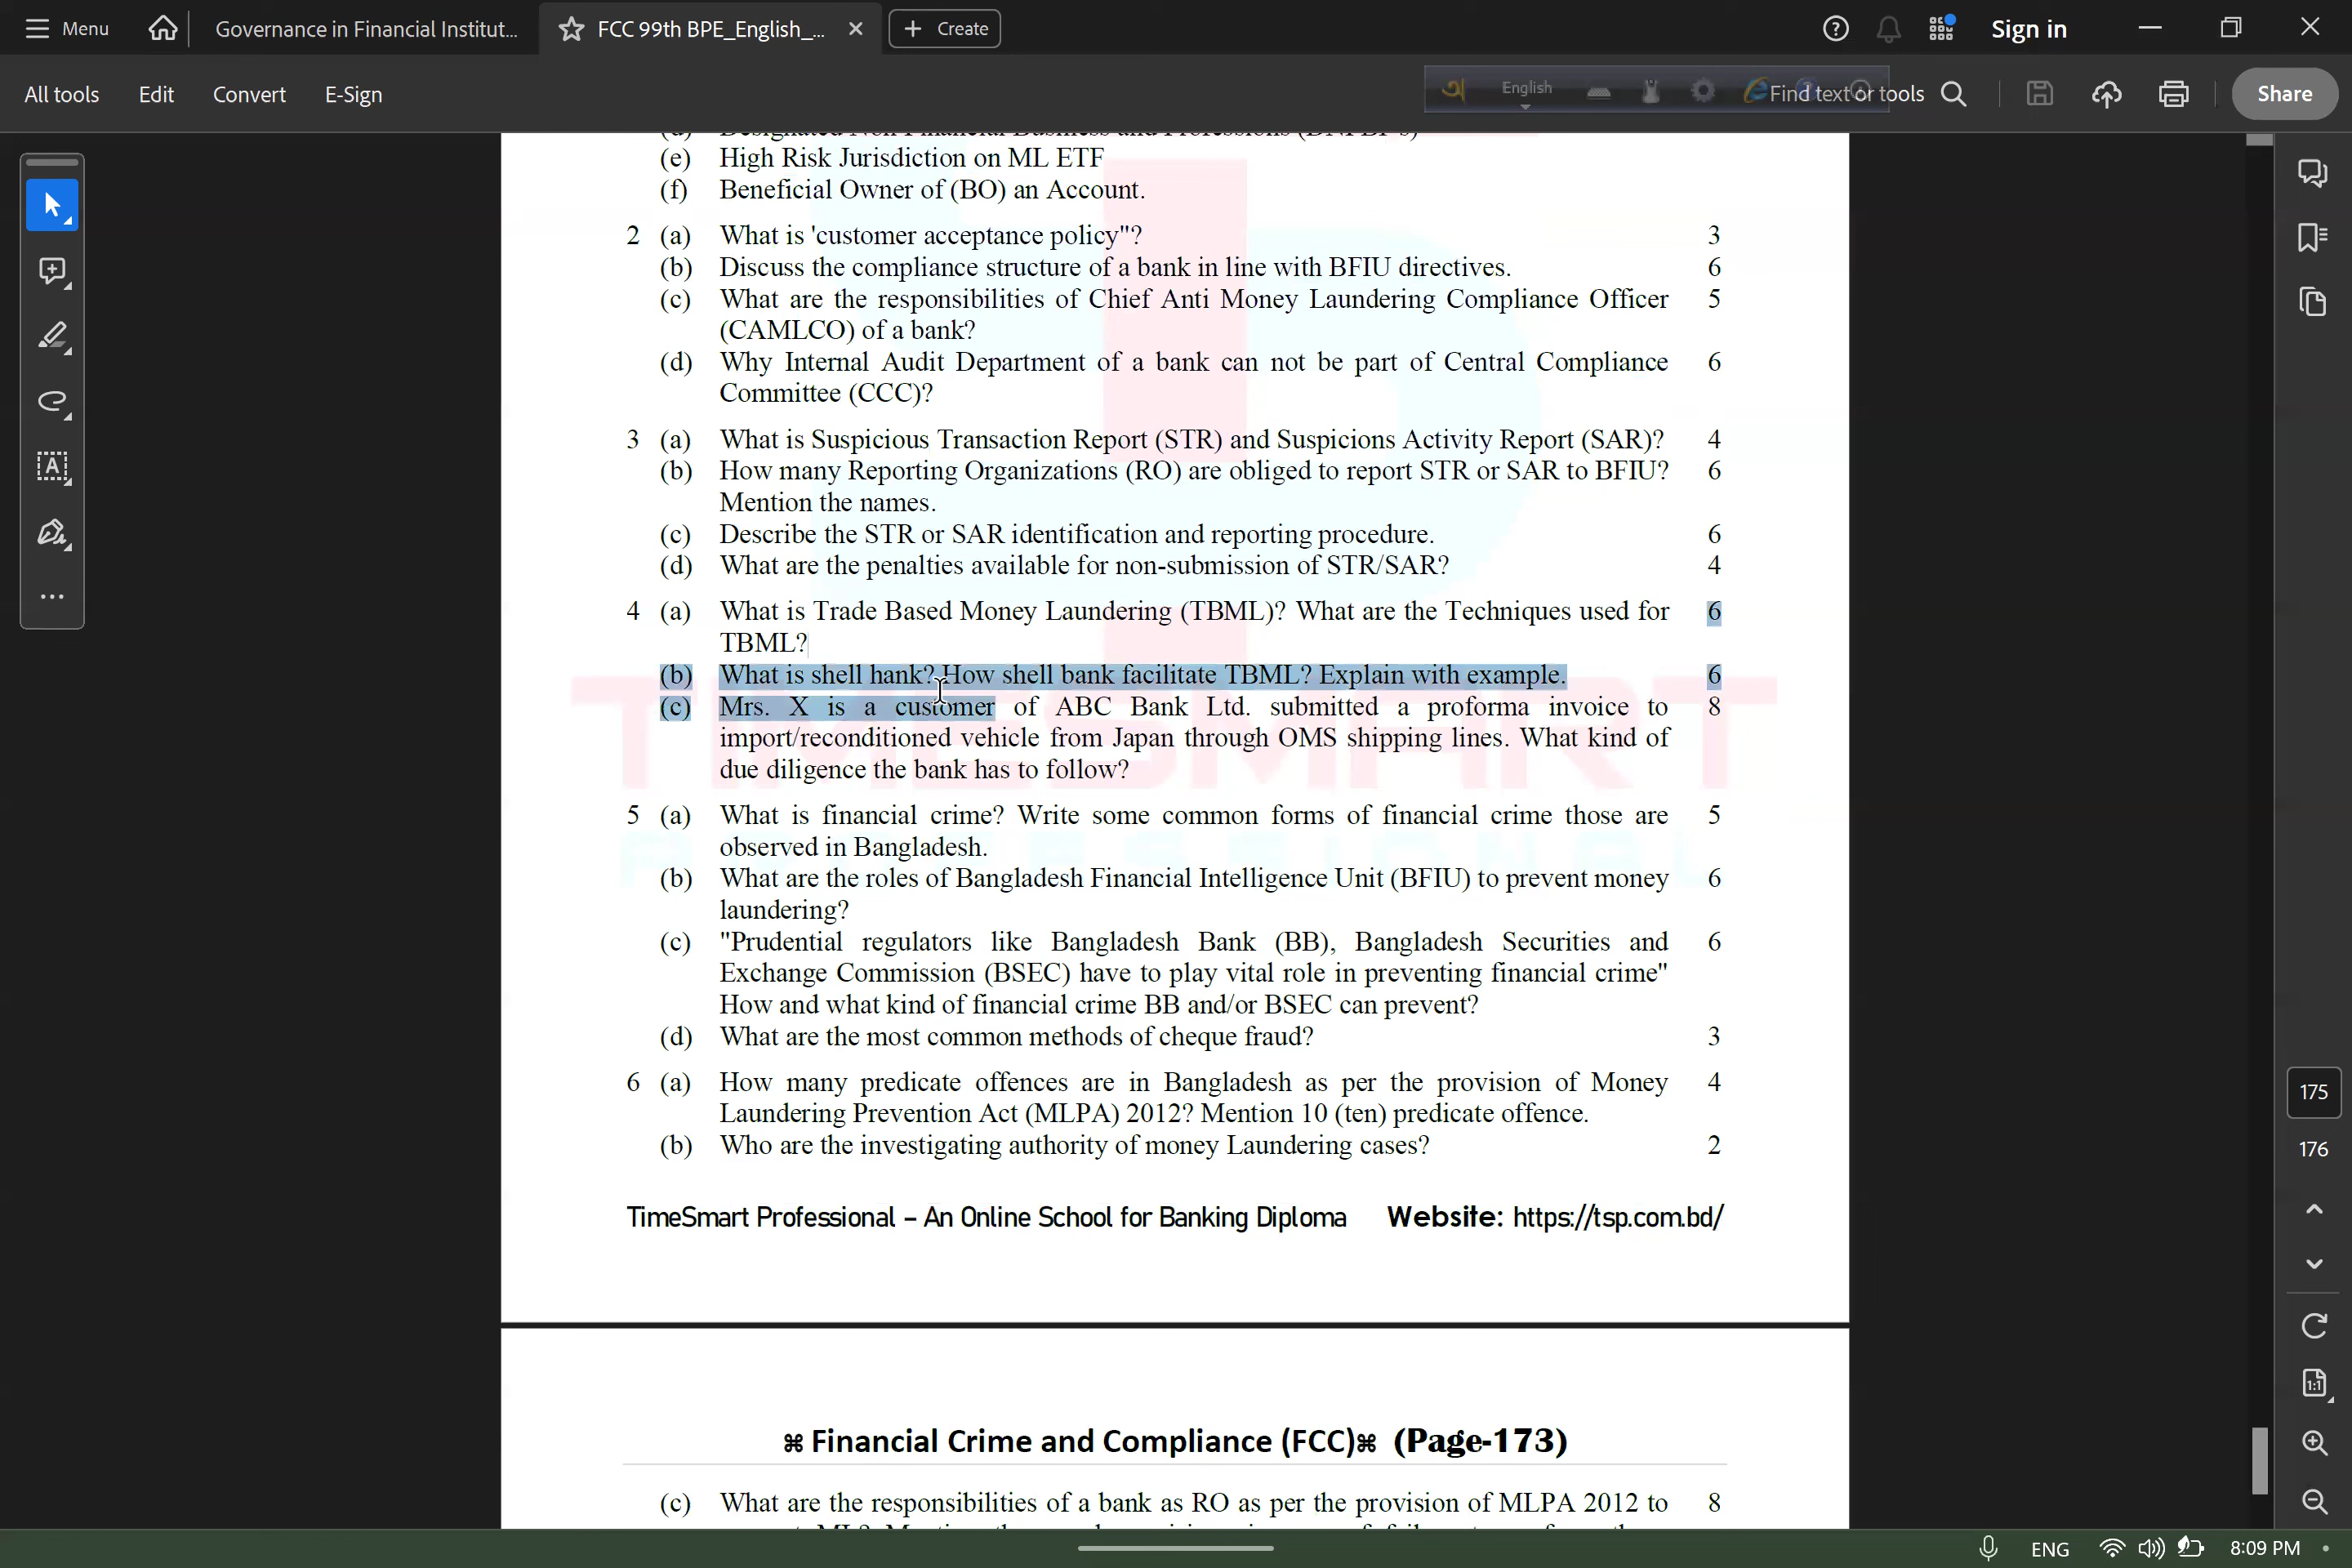 Menu
Governance in Financial Institut...
FCC 99th BPE_English_...
Create
Sign in
All tools
Edit
Convert
E-Sign
English
Find text or tools
Share
(e) High Risk Jurisdiction on ML ETF
(f) Beneficial Owner of (BO) an Account.
2 (a) What is 'customer acceptance policy"? 3
(b) Discuss the compliance structure of a bank in line with BFIU directives. 6
(c) What are the responsibilities of Chief Anti Money Laundering Compliance Officer 5
(CAMLCO) of a bank?
(d) Why Internal Audit Department of a bank can not be part of Central Compliance 6
Committee (CCC)?
3 (a) What is Suspicious Transaction Report (STR) and Suspicions Activity Report (SAR)? 4
(b) How many Reporting Organizations (RO) are obliged to report STR or SAR to BFIU? 6
Mention the names.
(c) Describe the STR or SAR identification and reporting procedure. 6
(d) What are the penalties available for non-submission of STR/SAR? 4
4 (a) What is Trade Based Money Laundering (TBML)? What are the Techniques used for 6
TBML?
(b) What is shell hank? How shell bank facilitate TBML? Explain with example. 6
(c) Mrs. X is a customer of ABC Bank Ltd. submitted a proforma invoice to 8
import/reconditioned vehicle from Japan through OMS shipping lines. What kind of
due diligence the bank has to follow?
5 (a) What is financial crime? Write some common forms of financial crime those are 5
observed in Bangladesh.
(b) What are the roles of Bangladesh Financial Intelligence Unit (BFIU) to prevent money 6
laundering?
(c) "Prudential regulators like Bangladesh Bank (BB), Bangladesh Securities and 6
Exchange Commission (BSEC) have to play vital role in preventing financial crime"
How and what kind of financial crime BB and/or BSEC can prevent?
(d) What are the most common methods of cheque fraud? 3
6 (a) How many predicate offences are in Bangladesh as per the provision of Money 4
Laundering Prevention Act (MLPA) 2012? Mention 10 (ten) predicate offence.
(b) Who are the investigating authority of money Laundering cases? 2
TIMESMART
PROFESSIONAL
TimeSmart Professional – An Online School for Banking Diploma Website: https://tsp.com.bd/
⌘ Financial Crime and Compliance (FCC)⌘ (Page-173)
(c) What are the responsibilities of a bank as RO as per the provision of MLPA 2012 to 8
175
176
1:1
ENG
8:09 PM